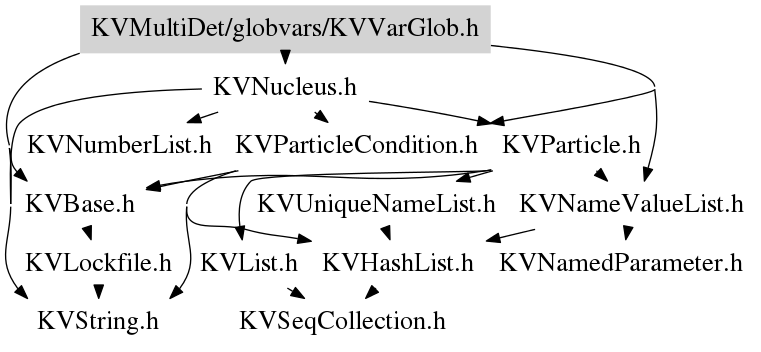 KVMultiDet/globvars/KVVarGlob.h
KVNucleus.h
KVNumberList.h
KVParticleCondition.h
KVParticle.h
KVBase.h
KVUniqueNameList.h
KVNameValueList.h
KVLockfile.h
KVList.h
KVHashList.h
KVNamedParameter.h
KVString.h
KVSeqCollection.h